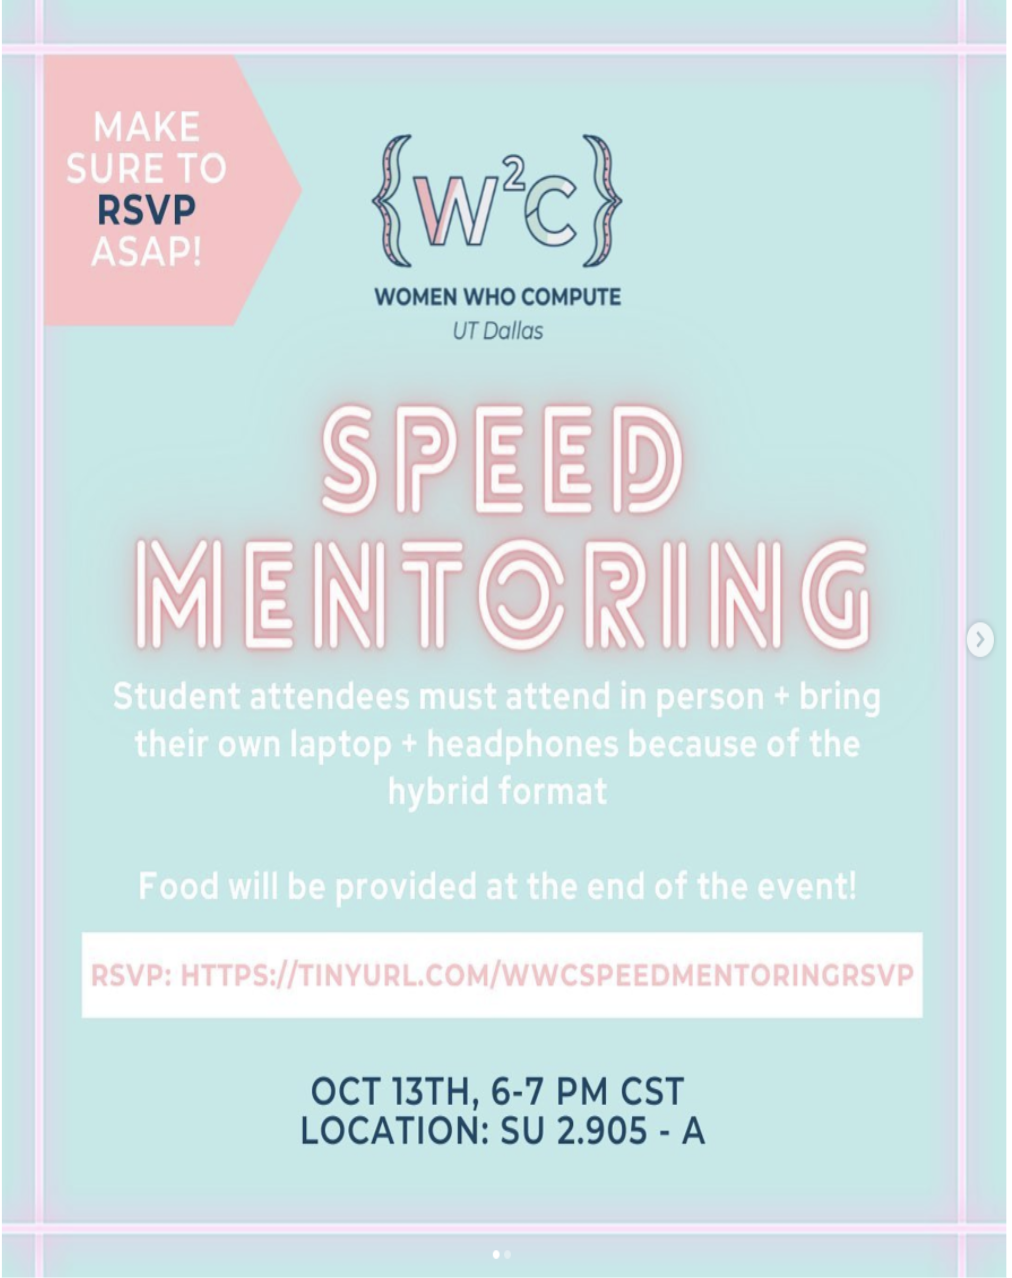 MAKE
SURE TO
RSVP
ASAP!
{W²C}
WOMEN WHO COMPUTE
UT Dallas
SPEED
MENTORING
Student attendees must attend in person + bring
their own laptop + headphones because of the
hybrid format
Food will be provided at the end of the event!
RSVP: HTTPS://TINYURL.COM/WWCSPEEDMENTORINGRSVP
OCT 13TH, 6-7 PM CST
LOCATION: SU 2.905 - A